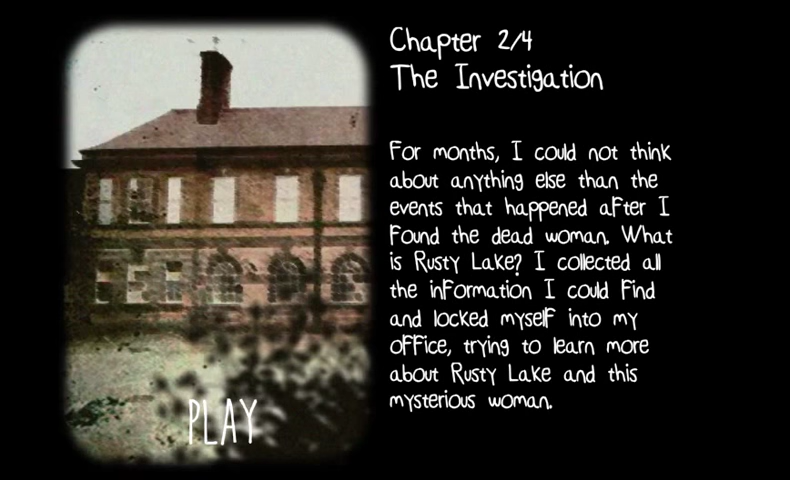 Chapter 2/4
The Investigation
For months, I could not think
about anything else than the
events that happened after I
found the dead woman. What
is Rusty Lake? I collected all
the information I could find
and locked myself into my
office, trying to learn more
about Rusty Lake and this
mysterious woman.
PLAY